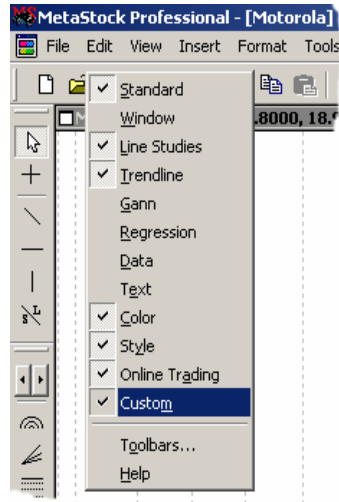 MetaStock Professional - [Motorola]
File Edit View Insert Format Tools
Standard
Window
.8000, 18.9
Line Studies
Trendline
Gann
Regression
Data
Text
Color
Style
Online Trading
Custom
Toolbars...
Help